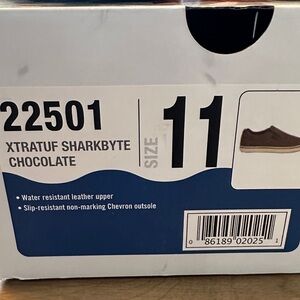 22501
XTRATUF SHARKBYTE
CHOCOLATE
SIZE 11
• Water resistant leather upper
• Slip-resistant non-marking Chevron outsole
0 86189 02025 1